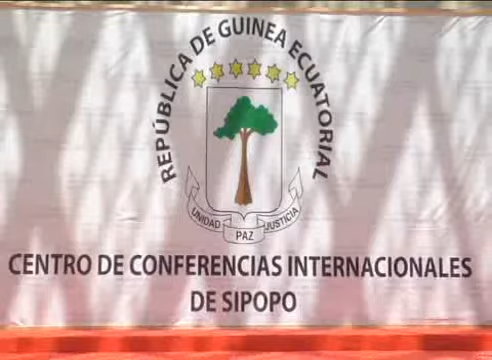 REPÚBLICA DE GUINEA ECUATORIAL
UNIDAD PAZ JUSTICIA
CENTRO DE CONFERENCIAS INTERNACIONALES
DE SIPOPO